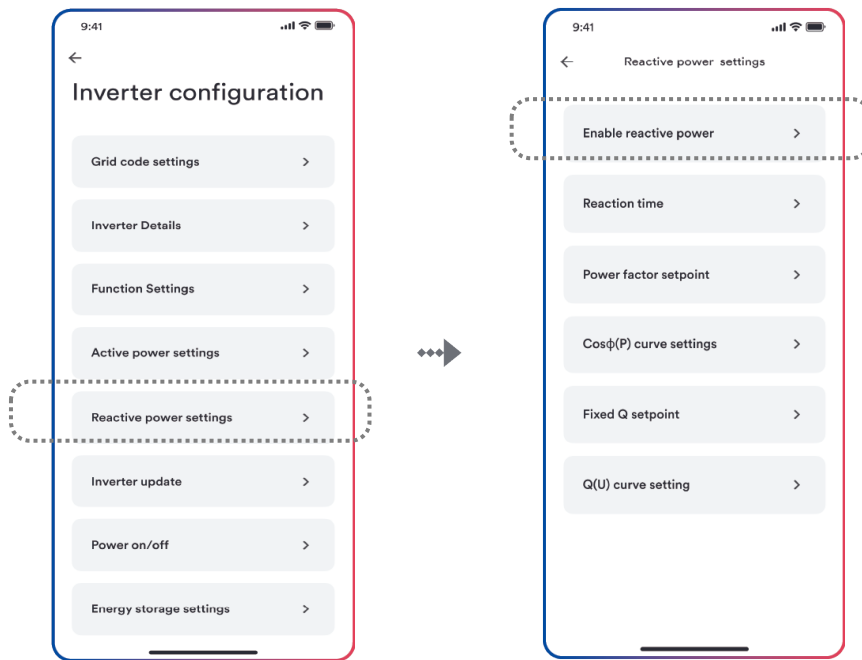 9:41
Inverter configuration
Grid code settings
Inverter Details
Function Settings
Active power settings
Reactive power settings
Inverter update
Power on/off
Energy storage settings
9:41
Reactive power settings
Enable reactive power
Reaction time
Power factor setpoint
Cosϕ(P) curve settings
Fixed Q setpoint
Q(U) curve setting